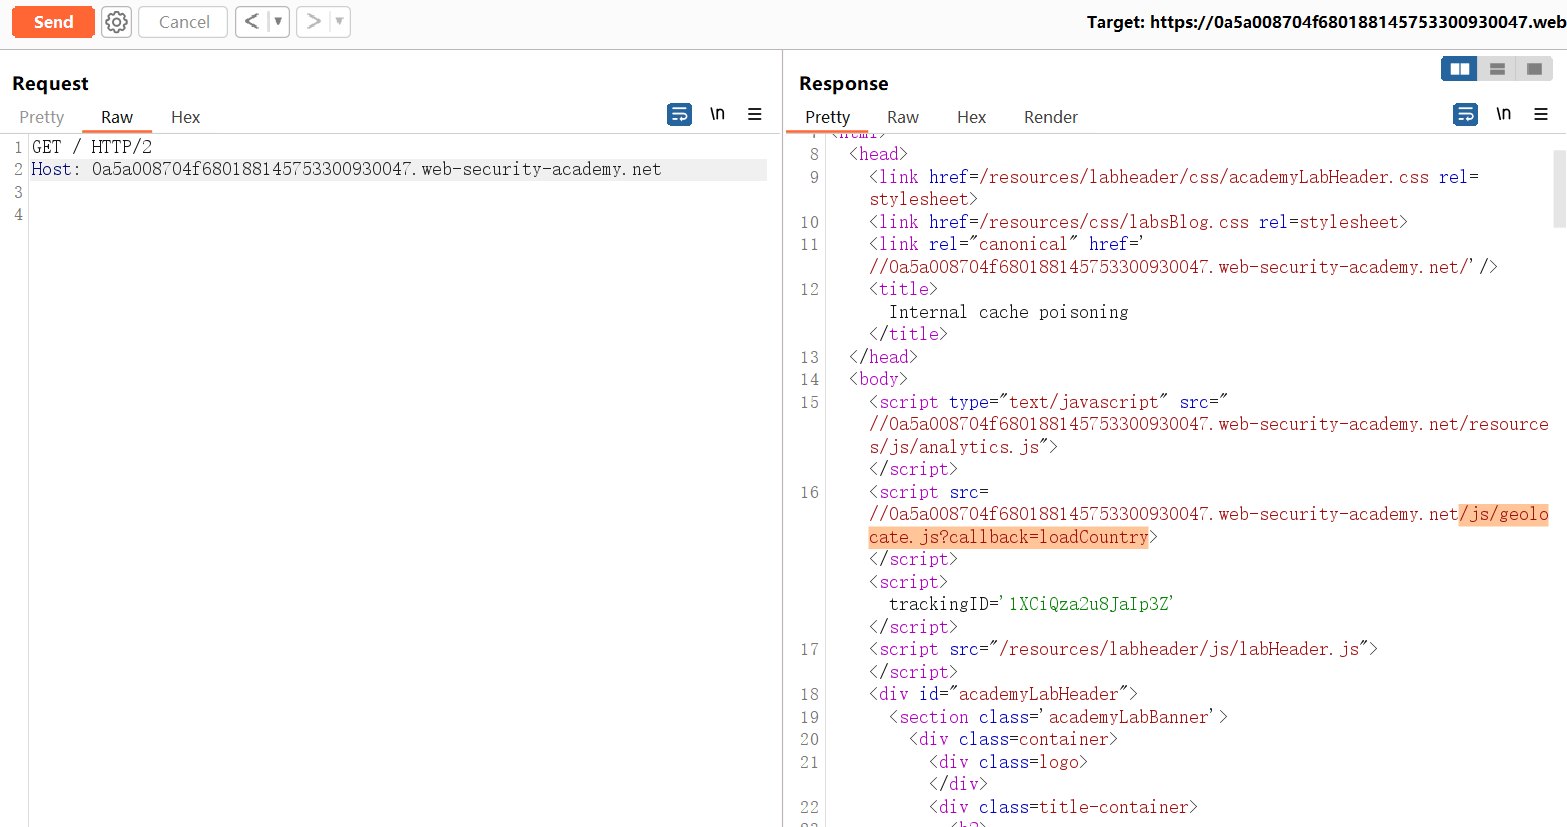 Send
Cancel
< ▼
> ▼
Target: https://0a5a008704f680188145753300930047.web
Request
Pretty Raw Hex
\n
1 GET / HTTP/2
2 Host: 0a5a008704f680188145753300930047.web-security-academy.net
3
4
Response
Pretty Raw Hex Render
\n
8 <head>
9 <link href=/resources/labheader/css/academyLabHeader.css rel=
stylesheet>
10 <link href=/resources/css/labsBlog.css rel=stylesheet>
11 <link rel="canonical" href='
//0a5a008704f680188145753300930047.web-security-academy.net/'/>
12 <title>
Internal cache poisoning
</title>
13 </head>
14 <body>
15 <script type="text/javascript" src="
//0a5a008704f680188145753300930047.web-security-academy.net/resource
s/js/analytics.js">
</script>
16 <script src=
//0a5a008704f680188145753300930047.web-security-academy.net/js/geolo
cate.js?callback=loadCountry>
</script>
<script>
trackingID='1XCiQza2u8JaIp3Z'
</script>
17 <script src="/resources/labheader/js/labHeader.js">
</script>
18 <div id="academyLabHeader">
19 <section class='academyLabBanner'>
20 <div class=container>
21 <div class=logo>
</div>
22 <div class=title-container>